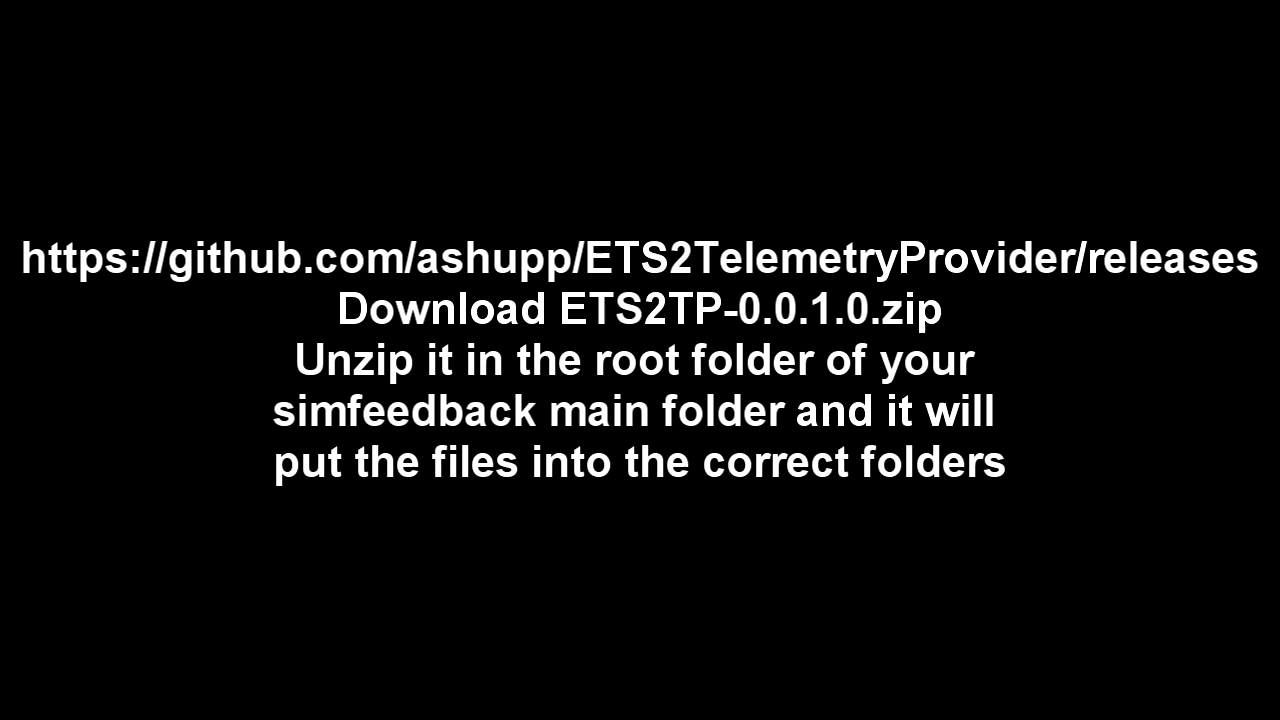 https://github.com/ashupp/ETS2TelemetryProvider/releases
Download ETS2TP-0.0.1.0.zip
Unzip it in the root folder of your
simfeedback main folder and it will
put the files into the correct folders